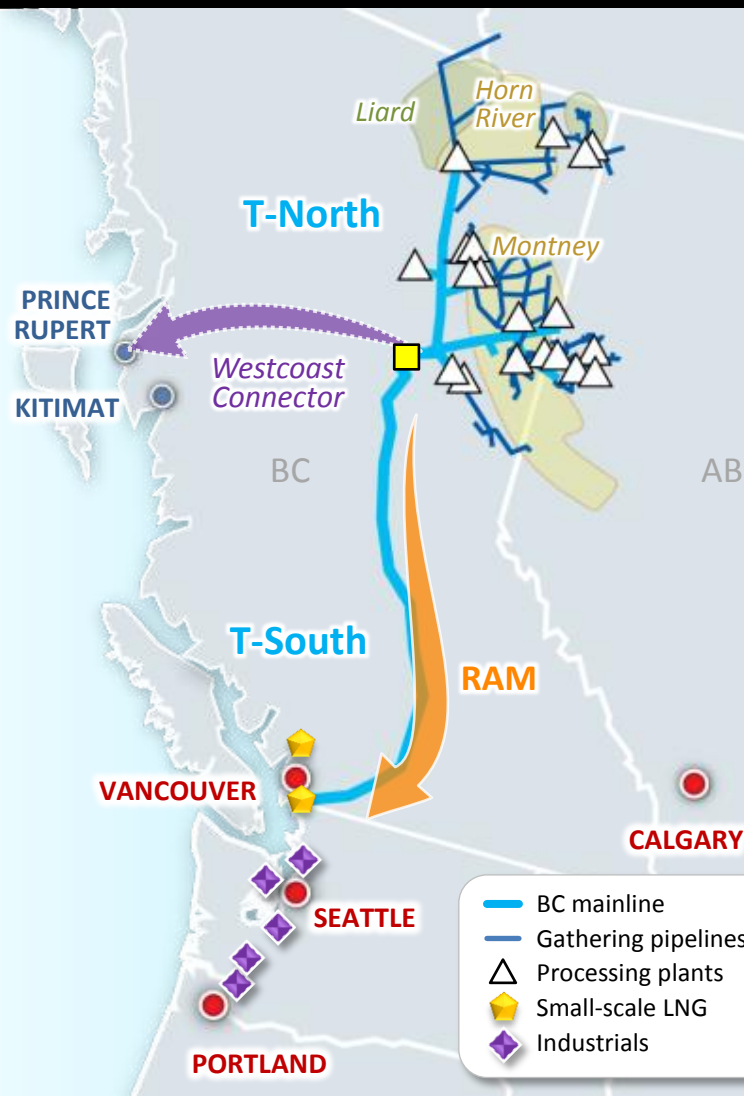 Liard
Horn
River
T-North
Montney
PRINCE
RUPERT
Westcoast
Connector
KITIMAT
BC
AB
T-South
RAM
VANCOUVER
CALGARY
SEATTLE
PORTLAND
BC mainline
Gathering pipelines
Processing plants
Small-scale LNG
Industrials